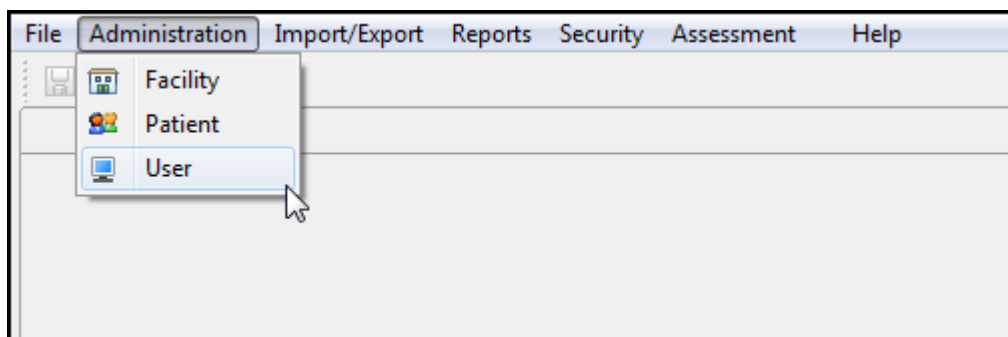 File Administration Import/Export Reports Security Assessment Help
Facility
Patient
User